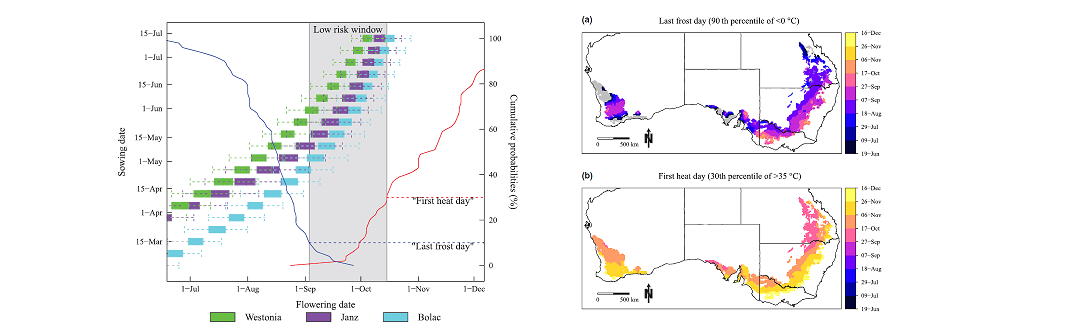 Low risk window
15−Jul
1−Jul
15−Jun
1−Jun
15−May
1−May
15−Apr
1−Apr
15−Mar
Sowing date
100
80
60
40
20
0
Cumulative probabilities (%)
"First heat day"
"Last frost day"
1−Jul 1−Aug 1−Sep 1−Oct 1−Nov 1−Dec
Flowering date
Westonia Janz Bolac
(a)
Last frost day (90 th percentile of <0 °C)
16−Dec
26−Nov
06−Nov
17−Oct
27−Sep
07−Sep
18−Aug
29−Jul
09−Jul
19−Jun
0 500 km
N
(b)
First heat day (30th percentile of >35 °C)
16−Dec
26−Nov
06−Nov
17−Oct
27−Sep
07−Sep
18−Aug
29−Jul
09−Jul
19−Jun
0 500 km
N